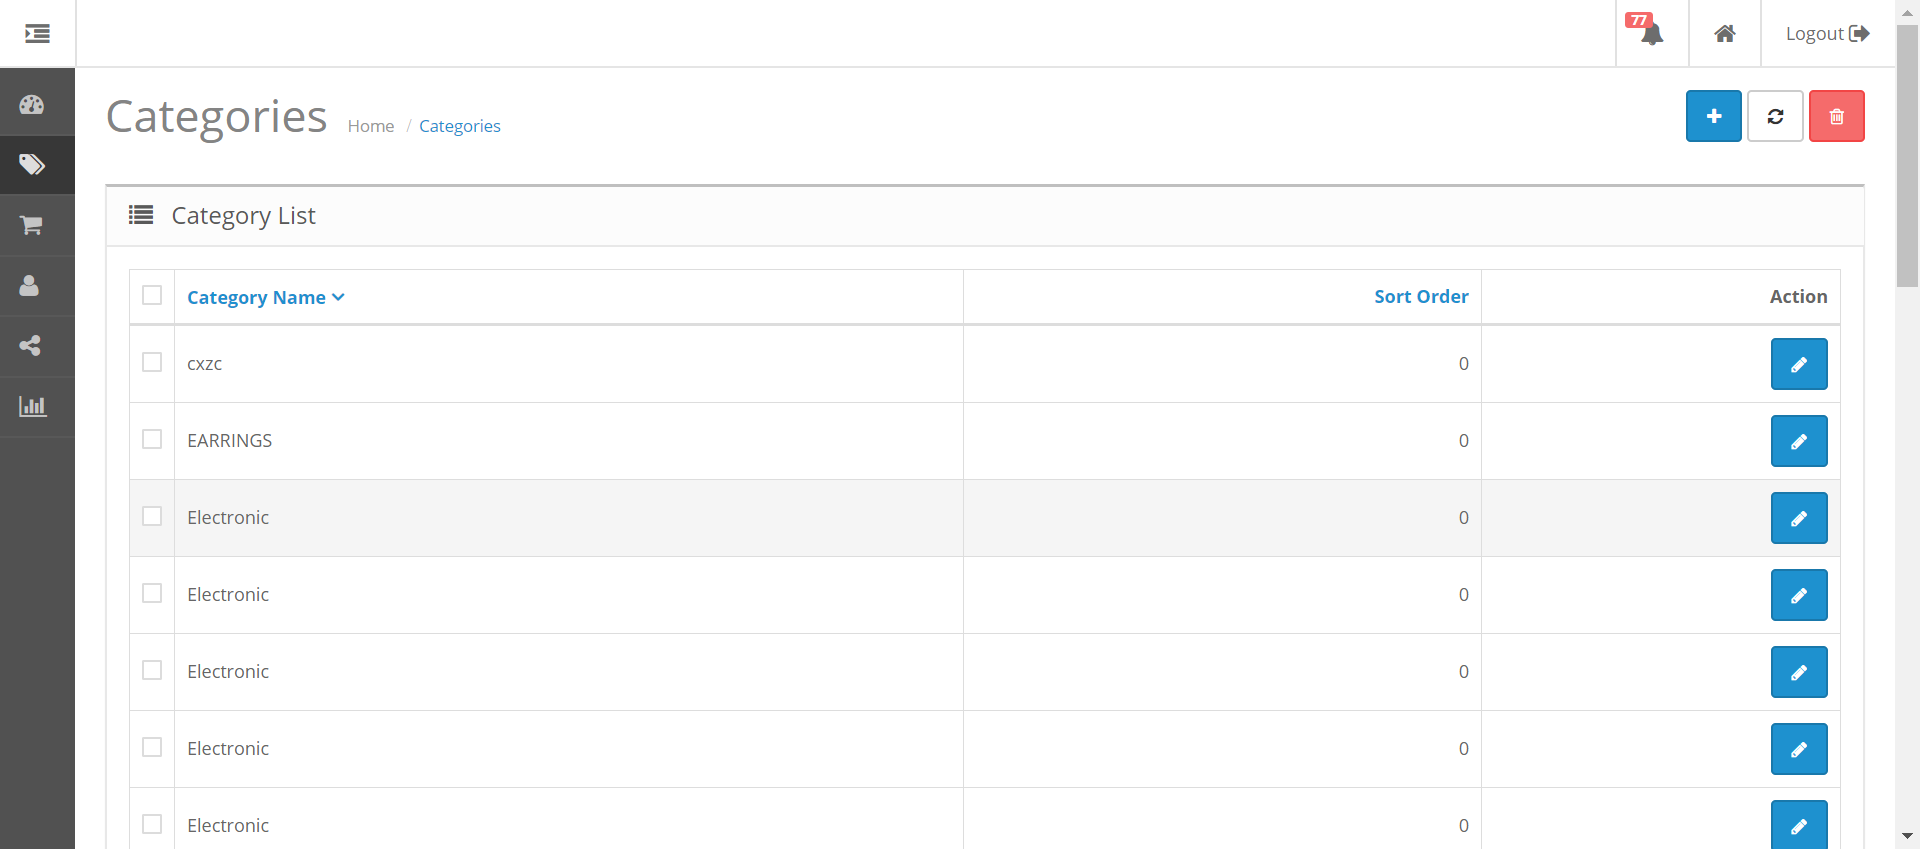 77
Logout
Categories
Home / Categories
Category List
Category Name Sort Order Action
cxzc 0
EARRINGS 0
Electronic 0
Electronic 0
Electronic 0
Electronic 0
Electronic 0